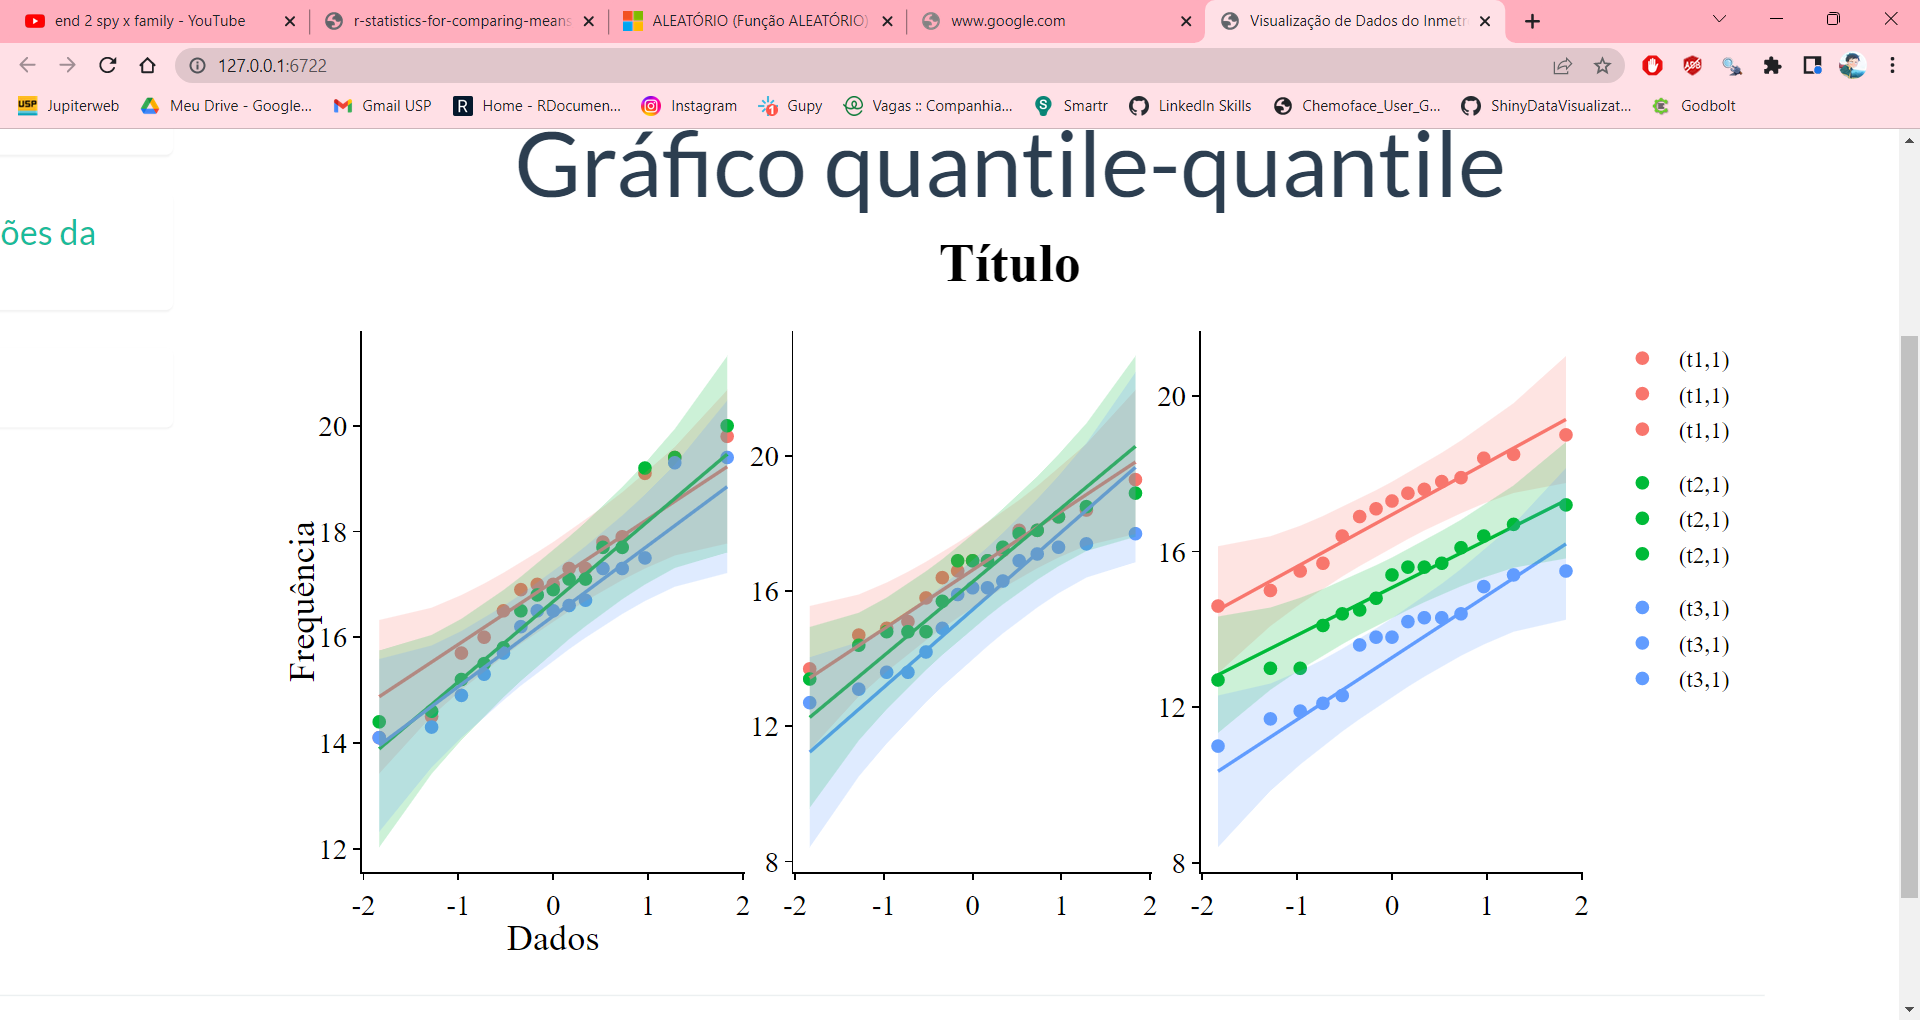 end 2 spy x family - YouTube
r-statistics-for-comparing-means
ALEATÓRIO (Função ALEATÓRIO)
www.google.com
Visualização de Dados do Inmetr
127.0.0.1:6722
Jupiterweb
Meu Drive - Google...
Gmail USP
Home - RDocumen...
Instagram
Gupy
Vagas :: Companhia...
Smartr
LinkedIn Skills
Chemoface_User_G...
ShinyDataVisualizat...
Godbolt
Gráfico quantile-quantile
ões da
Título
Frequência
20
18
16
14
12
-2 -1 0 1 2
Dados
20
16
12
8
-2 -1 0 1 2
20
16
12
8
-2 -1 0 1 2
(t1,1)
(t1,1)
(t1,1)
(t2,1)
(t2,1)
(t2,1)
(t3,1)
(t3,1)
(t3,1)